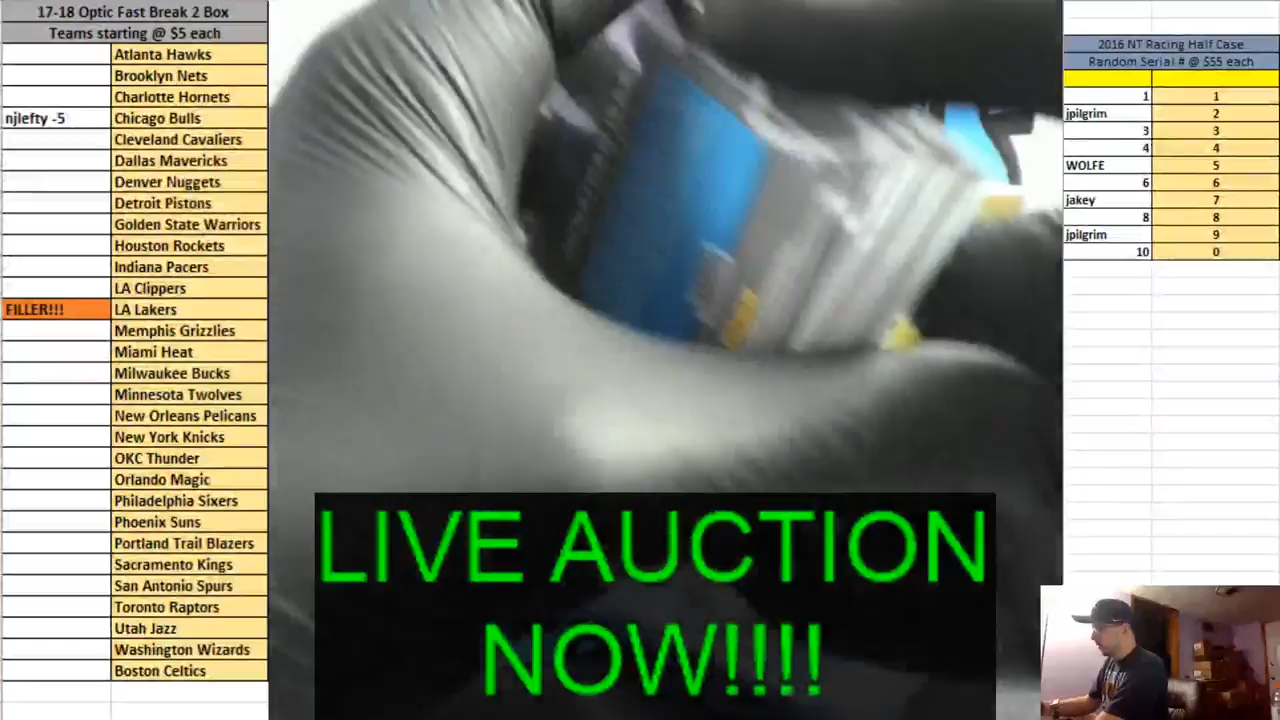 17-18 Optic Fast Break 2 Box
Teams starting @ $5 each
Atlanta Hawks
Brooklyn Nets
Charlotte Hornets
njlefty -5 Chicago Bulls
Cleveland Cavaliers
Dallas Mavericks
Denver Nuggets
Detroit Pistons
Golden State Warriors
Houston Rockets
Indiana Pacers
LA Clippers
FILLER!!! LA Lakers
Memphis Grizzlies
Miami Heat
Milwaukee Bucks
Minnesota Twolves
New Orleans Pelicans
New York Knicks
OKC Thunder
Orlando Magic
Philadelphia Sixers
Phoenix Suns
Portland Trail Blazers
Sacramento Kings
San Antonio Spurs
Toronto Raptors
Utah Jazz
Washington Wizards
Boston Celtics
LIVE AUCTION
NOW!!!!
2016 NT Racing Half Case
Random Serial # @ $55 each
1 1
jpilgrim 2
3 3
4 4
WOLFE 5
6 6
jakey 7
8 8
jpilgrim 9
10 0